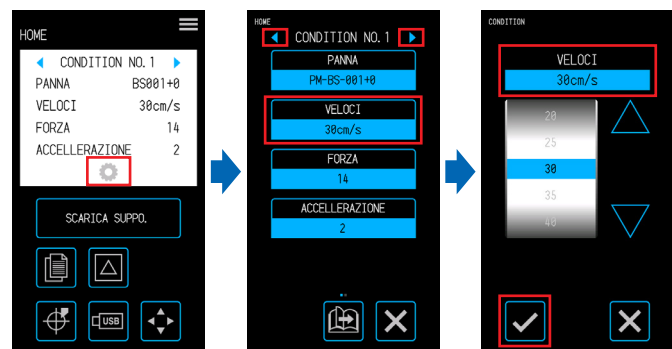 HOME
CONDITION NO. 1
PANNA BS001+0
VELOCI 30cm/s
FORZA 14
ACCELLERAZIONE 2
SCARICA SUPPO.
USB
HOME
CONDITION NO. 1
PANNA
PM-BS-001+0
VELOCI
30cm/s
FORZA
14
ACCELLERAZIONE
2
CONDITION
VELOCI
30cm/s
20
25
30
35
40